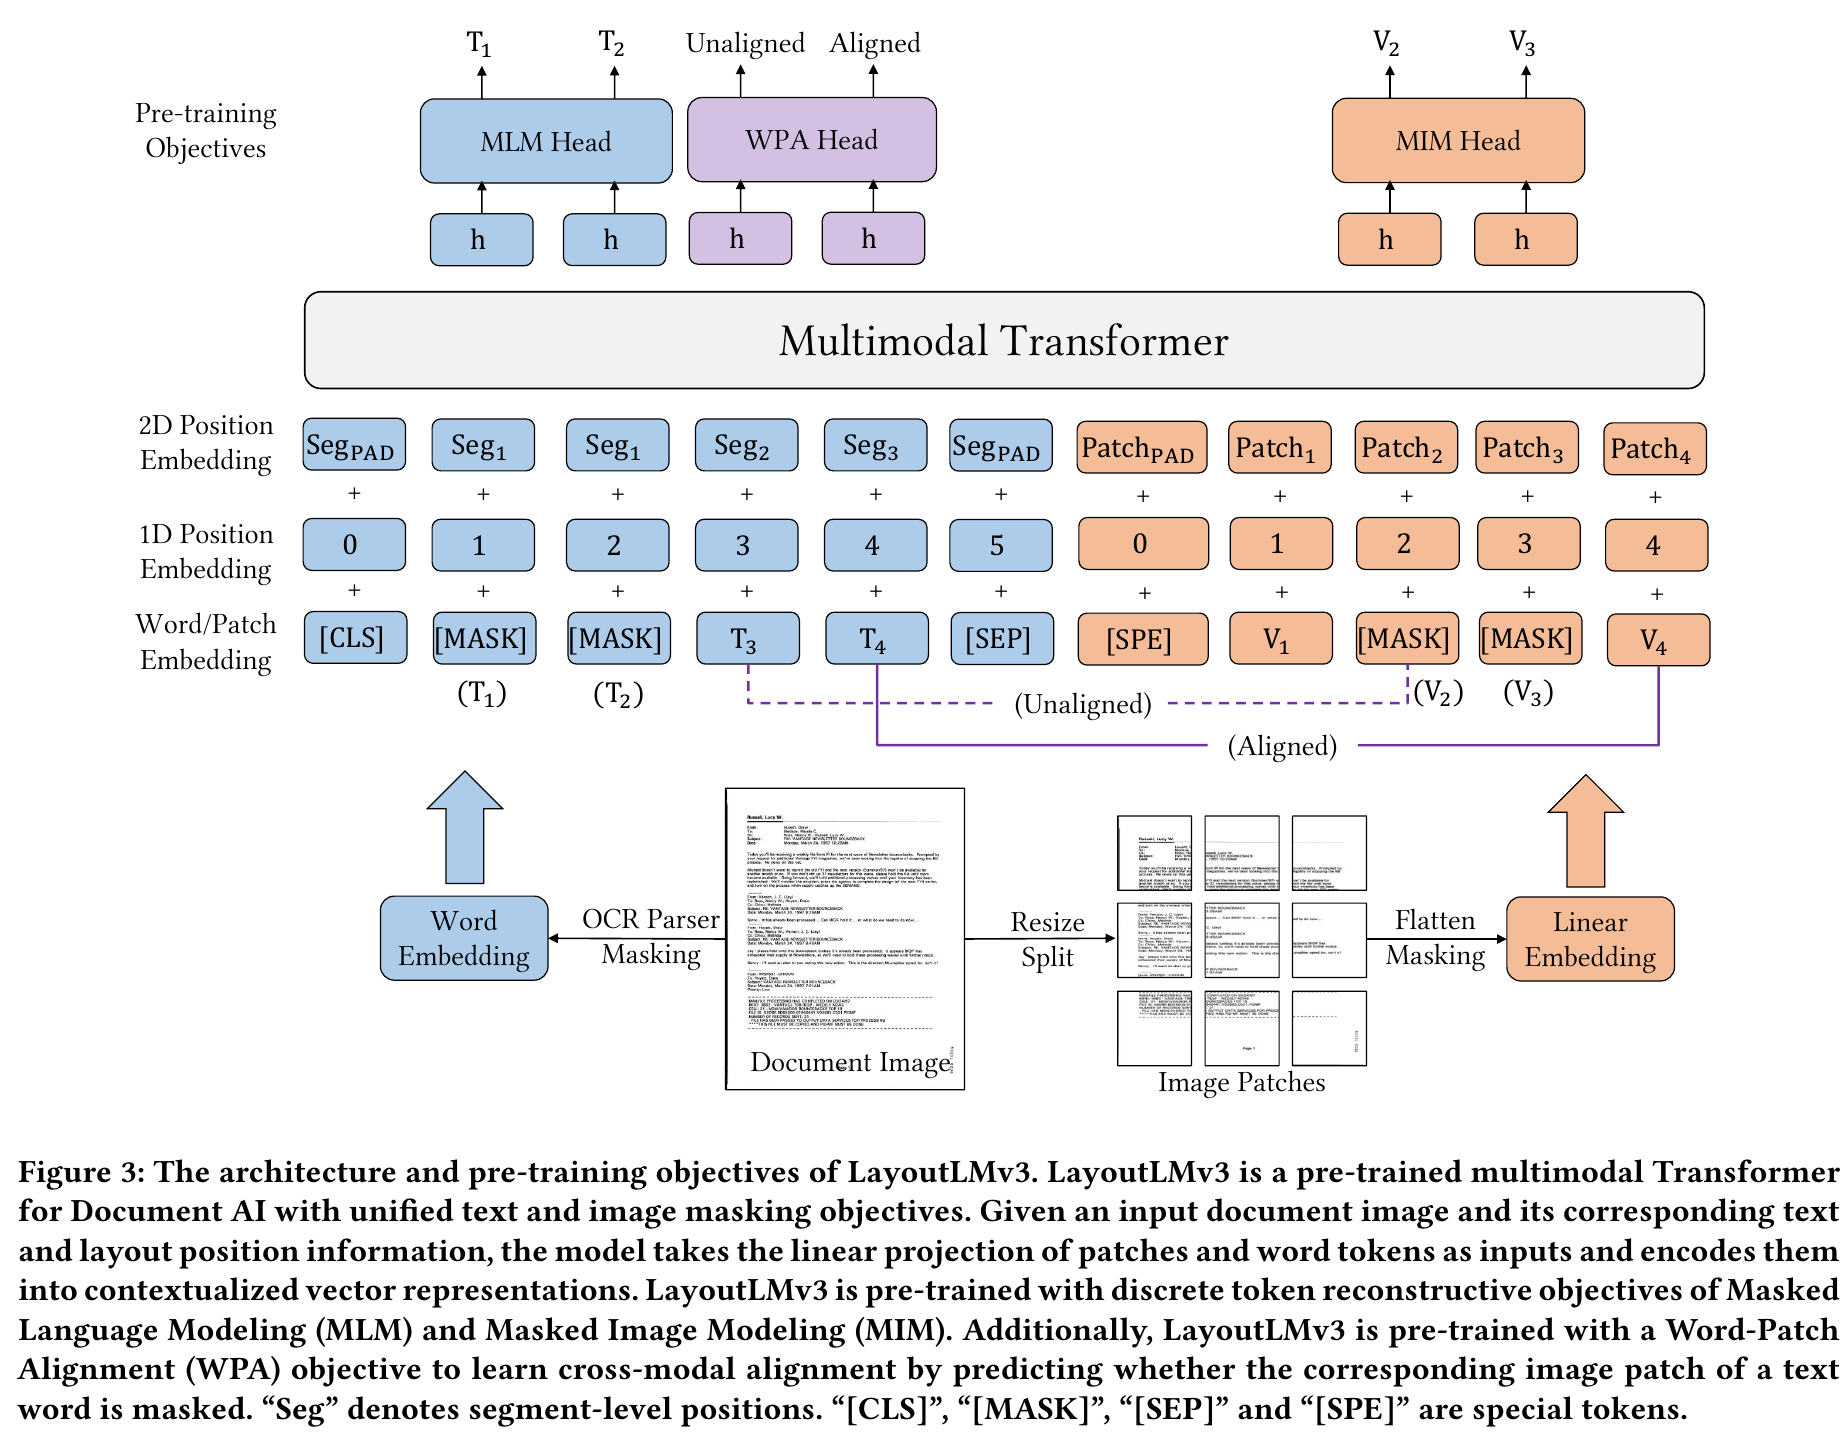 T₁ T₂ Unaligned Aligned V₂ V₃
Pre-training
Objectives
MLM Head WPA Head MIM Head
h h h h h h
Multimodal Transformer
2D Position
Embedding
Seg_PAD Seg₁ Seg₁ Seg₂ Seg₃ Seg_PAD Patch_PAD Patch₁ Patch₂ Patch₃ Patch₄
+ + + + + + + + + + +
1D Position
Embedding
0 1 2 3 4 5 0 1 2 3 4
+ + + + + + + + + + +
Word/Patch
Embedding
[CLS] [MASK] [MASK] T₃ T₄ [SEP] [SPE] V₁ [MASK] [MASK] V₄
(T₁) (T₂) (Unaligned) (V₂) (V₃)
(Aligned)
Word
Embedding
OCR Parser
Masking
Russell, Lucy W.
Document Image
Resize
Split
Image Patches
Flatten
Masking
Linear
Embedding
Figure 3: The architecture and pre-training objectives of LayoutLMv3. LayoutLMv3 is a pre-trained multimodal Transformer
for Document AI with unified text and image masking objectives. Given an input document image and its corresponding text
and layout position information, the model takes the linear projection of patches and word tokens as inputs and encodes them
into contextualized vector representations. LayoutLMv3 is pre-trained with discrete token reconstructive objectives of Masked
Language Modeling (MLM) and Masked Image Modeling (MIM). Additionally, LayoutLMv3 is pre-trained with a Word-Patch
Alignment (WPA) objective to learn cross-modal alignment by predicting whether the corresponding image patch of a text
word is masked. “Seg” denotes segment-level positions. “[CLS]”, “[MASK]”, “[SEP]” and “[SPE]” are special tokens.